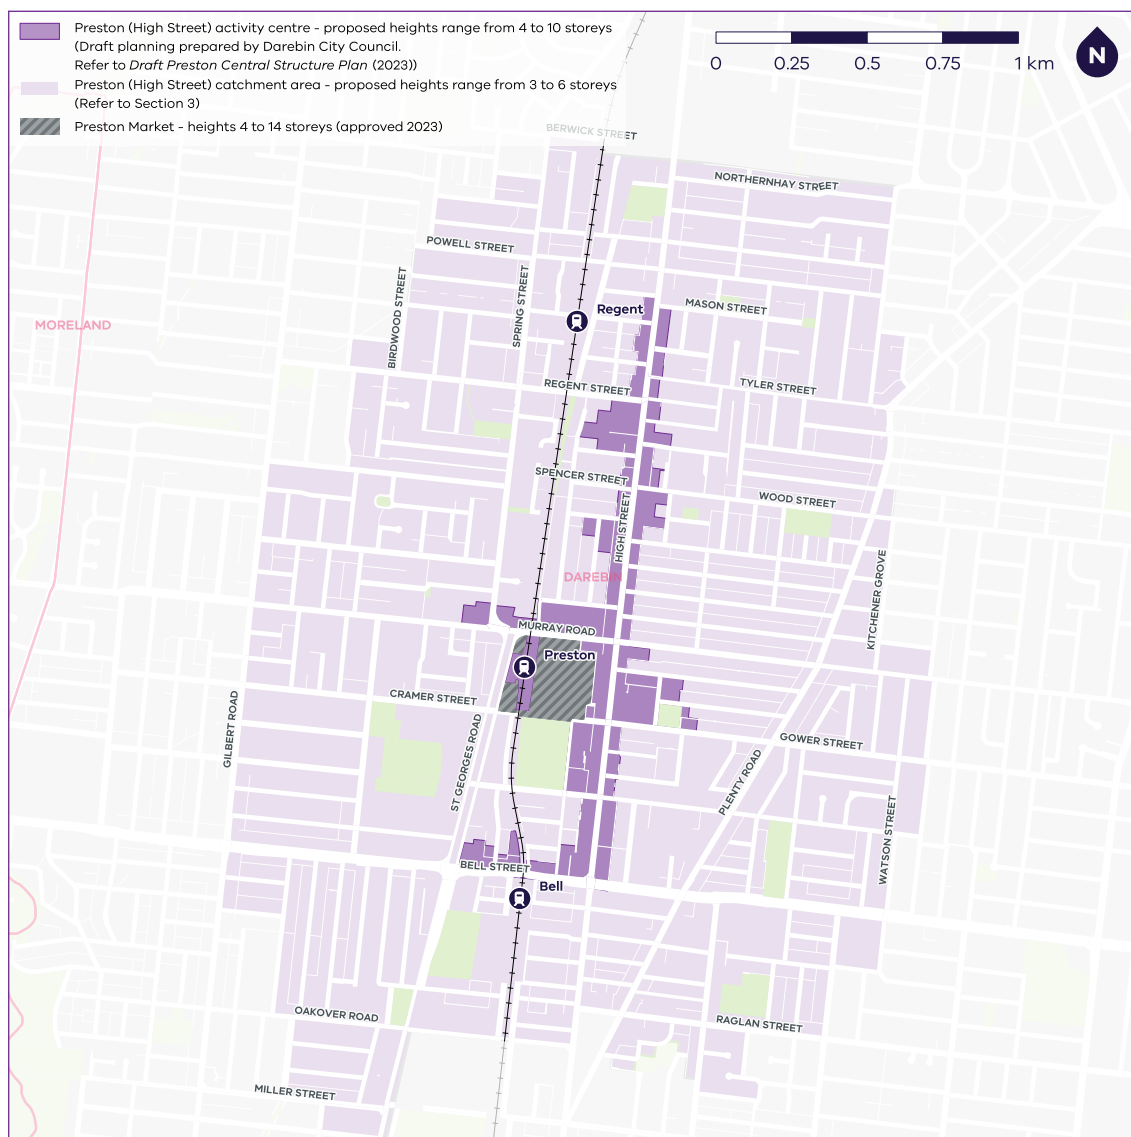 Preston (High Street) activity centre - proposed heights range from 4 to 10 storeys
(Draft planning prepared by Darebin City Council.
Refer to Draft Preston Central Structure Plan (2023))
Preston (High Street) catchment area - proposed heights range from 3 to 6 storeys
(Refer to Section 3)
Preston Market - heights 4 to 14 storeys (approved 2023)
0 0.25 0.5 0.75 1 km
N
BERWICK STREET
NORTHERNHAY STREET
POWELL STREET
BIRDWOOD STREET
SPRING STREET
Regent
MASON STREET
MORELAND
REGENT STREET
TYLER STREET
SPENCER STREET
WOOD STREET
HIGH STREET
DAREBIN
KITCHENER GROVE
MURRAY ROAD
Preston
CRAMER STREET
GILBERT ROAD
ST GEORGES ROAD
GOWER STREET
PLENTY ROAD
WATSON STREET
BELL STREET
Bell
OAKOVER ROAD
RAGLAN STREET
MILLER STREET